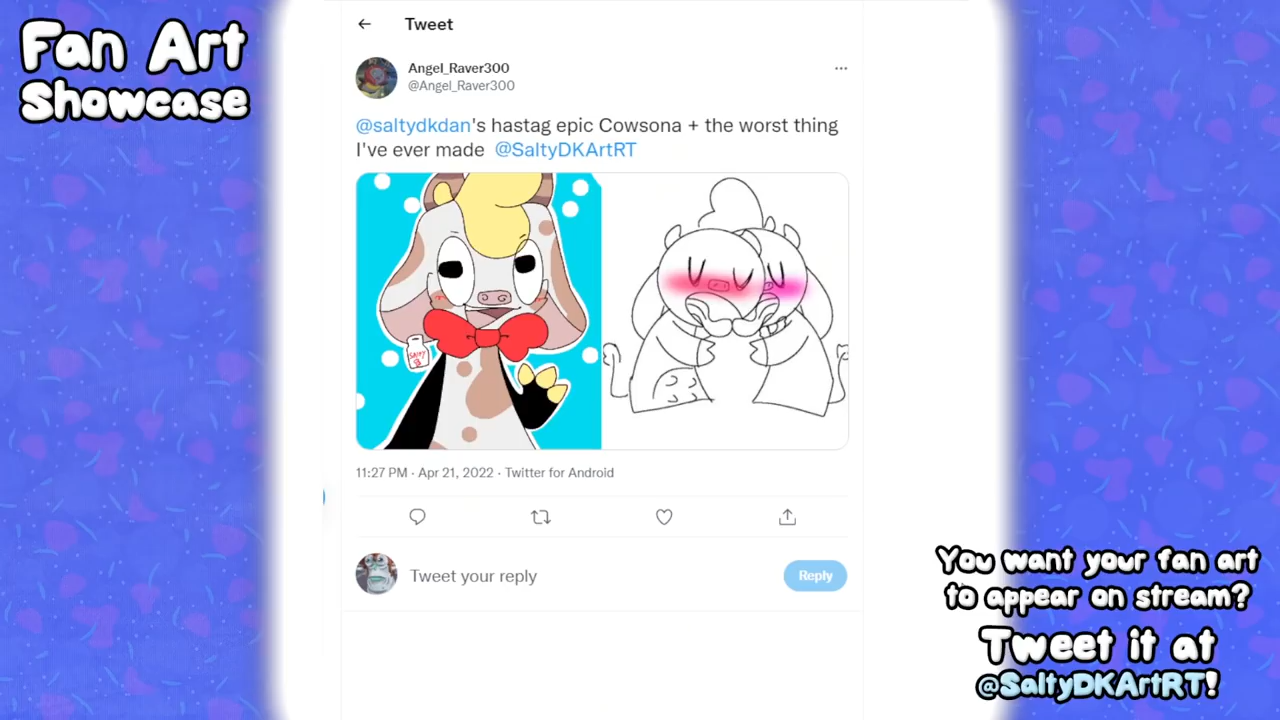 Fan Art
Showcase
Tweet
Angel_Raver300
@Angel_Raver300
@saltydkdan's hastag epic Cowsona + the worst thing
I've ever made @SaltyDKArtRT
SALTY
11:27 PM · Apr 21, 2022 · Twitter for Android
Tweet your reply
Reply
You want your fan art
to appear on stream?
Tweet it at
@SaltyDKArtRT!